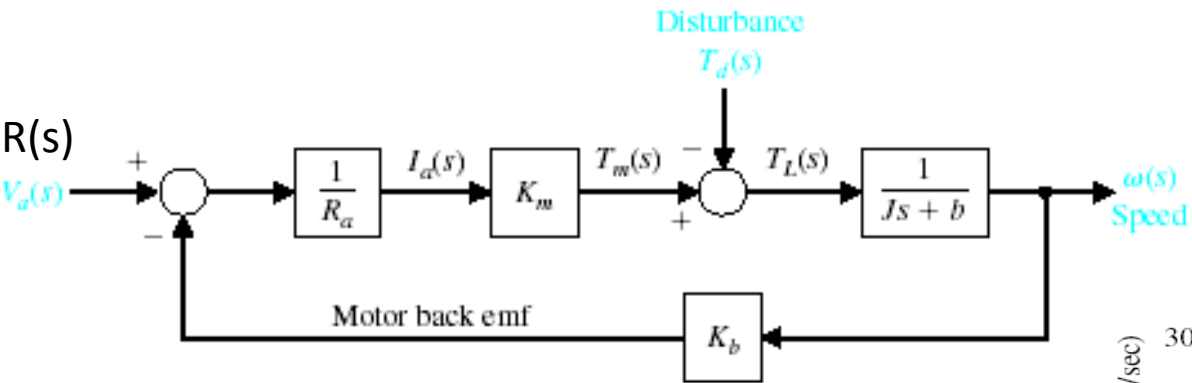 Disturbance
T_d(s)
R(s)
V_a(s)
+
−
1
R_a
I_a(s)
K_m
T_m(s)
+
−
T_L(s)
1
Js + b
ω(s)
Speed
Motor back emf
K_b
/sec)
30